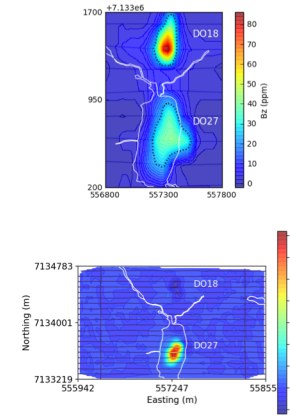 +7.133e6
1700
DO18
950
DO27
200
556800
557300
557800
80
70
60
50
40
30
20
10
0
Bz (ppm)
7134783
DO18
Northing (m)
7134001
DO27
7133219
555942
557247
5585
Easting (m)